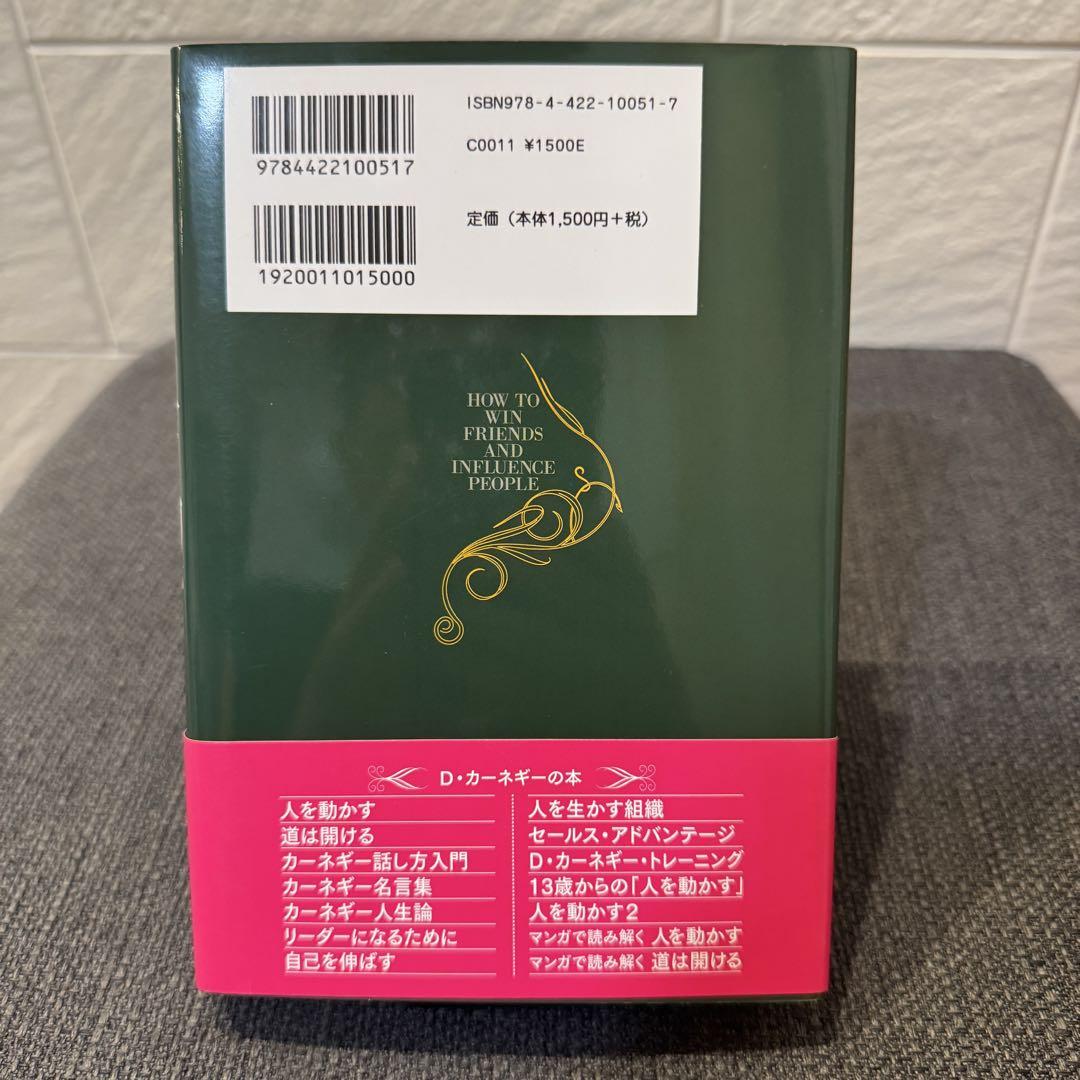 ISBN978-4-422-10051-7
9784422100517
C0011 ¥1500E
定価(本体1,500円+税)
1920011015000
HOW TO
WIN
FRIENDS
AND
INFLUENCE
PEOPLE
D・カーネギーの本
人を動かす
道は開ける
カーネギー話し方入門
カーネギー名言集
カーネギー人生論
リーダーになるために
自己を伸ばす
人を生かす組織
セールス・アドバンテージ
D・カーネギー・トレーニング
13歳からの「人を動かす」
人を動かす2
マンガで読み解く 人を動かす
マンガで読み解く 道は開ける